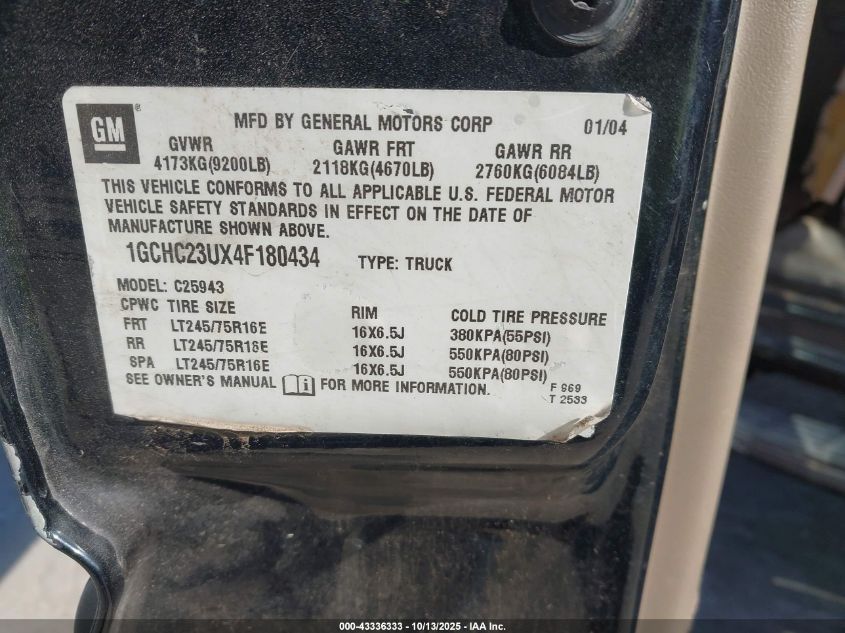 GM ®
MFD BY GENERAL MOTORS CORP 01/04
GVWR GAWR FRT GAWR RR
4173KG(9200LB) 2118KG(4670LB) 2760KG(6084LB)
THIS VEHICLE CONFORMS TO ALL APPLICABLE U.S. FEDERAL MOTOR
VEHICLE SAFETY STANDARDS IN EFFECT ON THE DATE OF
MANUFACTURE SHOWN ABOVE.
1GCHC23UX4F180434 TYPE: TRUCK
MODEL: C25943
CPWC TIRE SIZE RIM COLD TIRE PRESSURE
FRT LT245/75R16E 16X6.5J 380KPA(55PSI)
RR LT245/75R16E 16X6.5J 550KPA(80PSI)
SPA LT245/75R16E 16X6.5J 550KPA(80PSI)
SEE OWNER'S MANUAL i FOR MORE INFORMATION.
F 969
T 2533
000-43336333 - 10/13/2025 - IAA Inc.